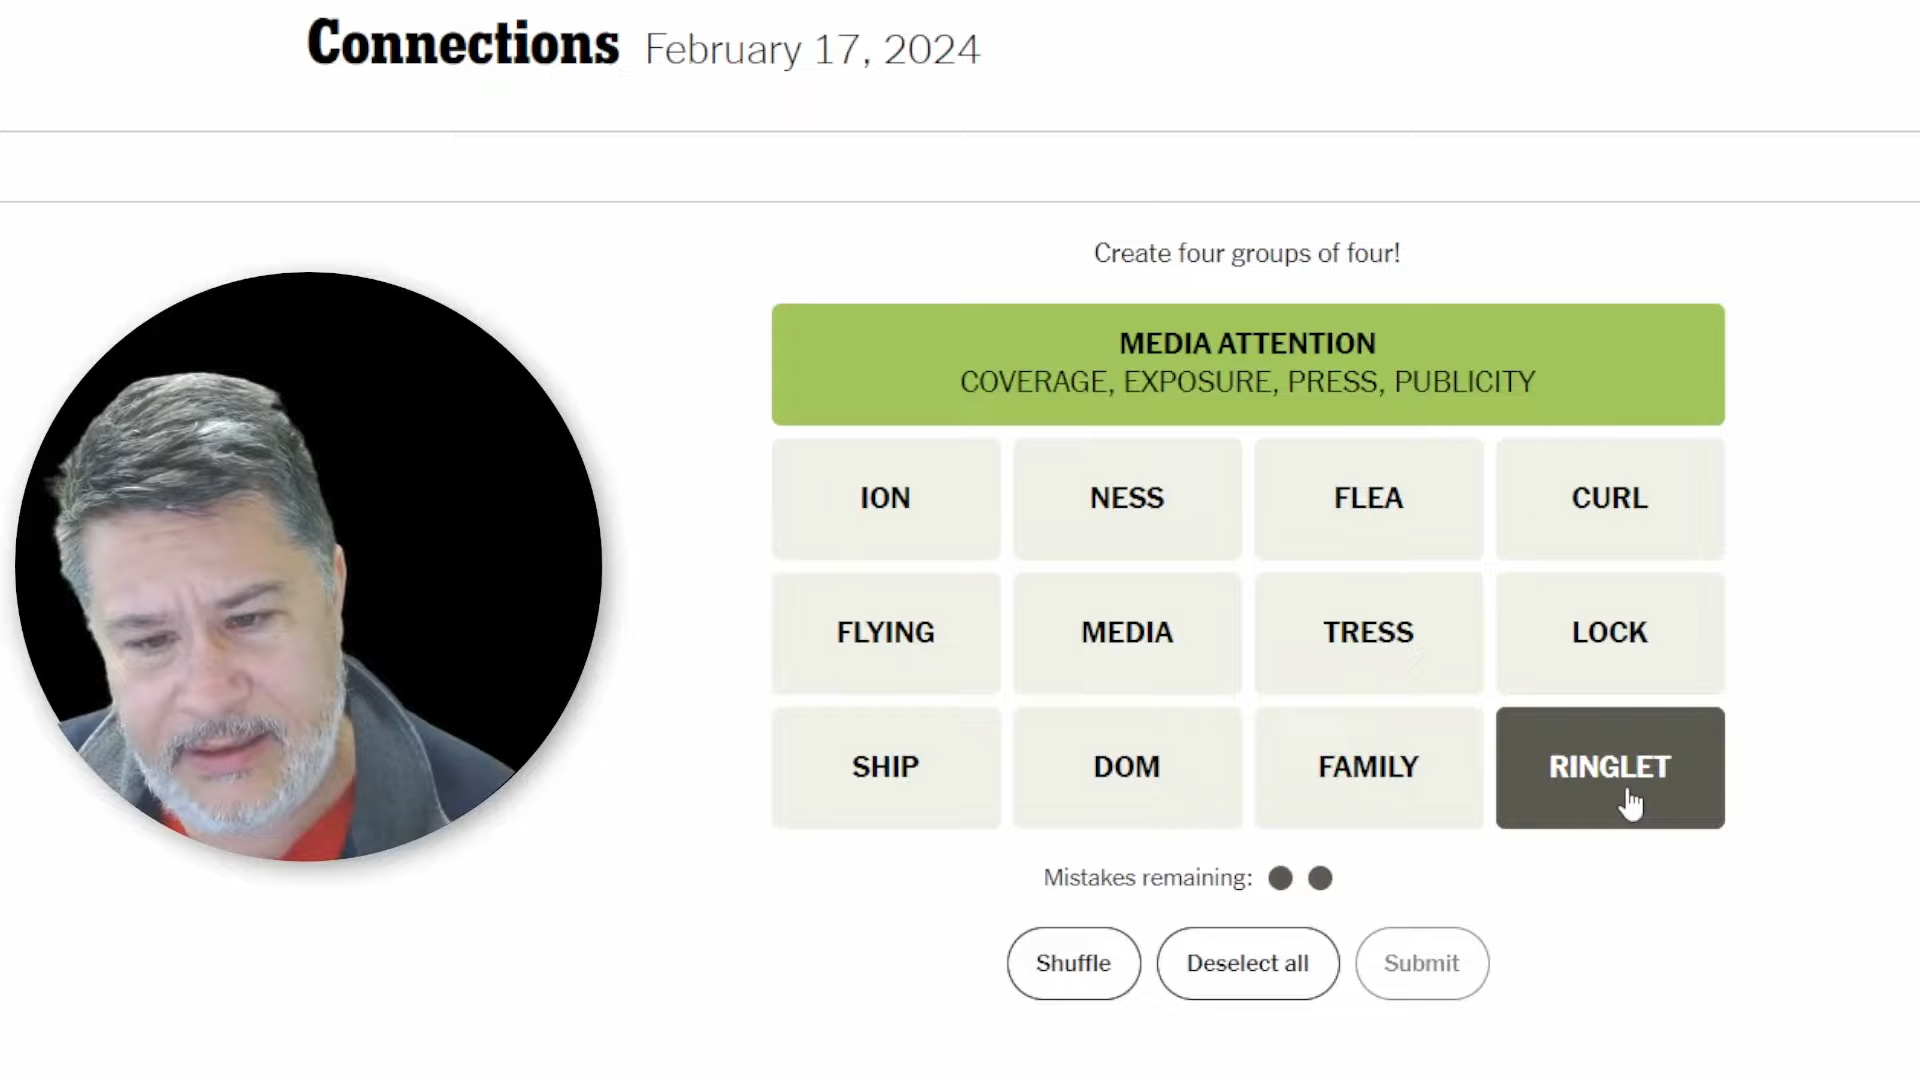 Connections February 17, 2024
Create four groups of four!
MEDIA ATTENTION
COVERAGE, EXPOSURE, PRESS, PUBLICITY
ION NESS FLEA CURL
FLYING MEDIA TRESS LOCK
SHIP DOM FAMILY RINGLET
Mistakes remaining:
Shuffle Deselect all Submit